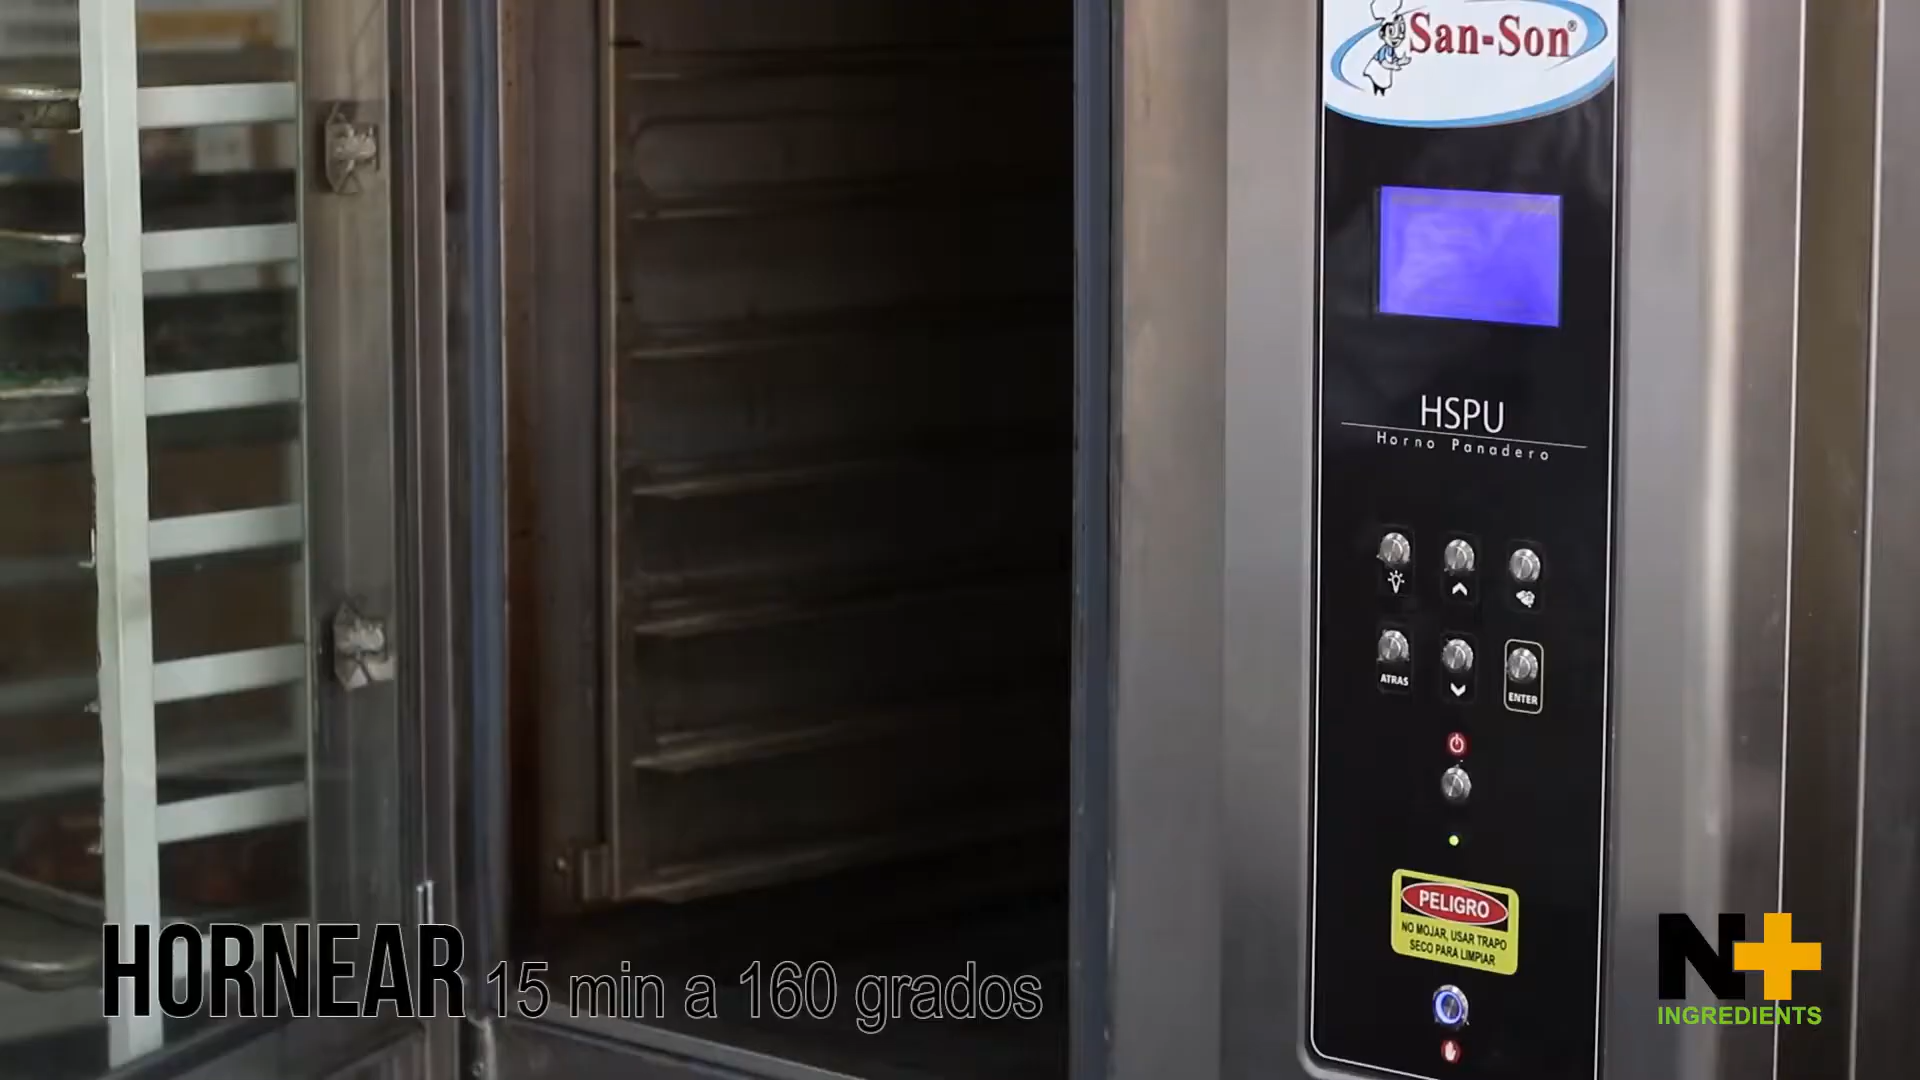 San-Son®
HSPU
Horno Panadero
ATRAS
ENTER
PELIGRO
NO MOJAR, USAR TRAPO
SECO PARA LIMPIAR
HORNEAR 15 min a 160 grados
N+
INGREDIENTS